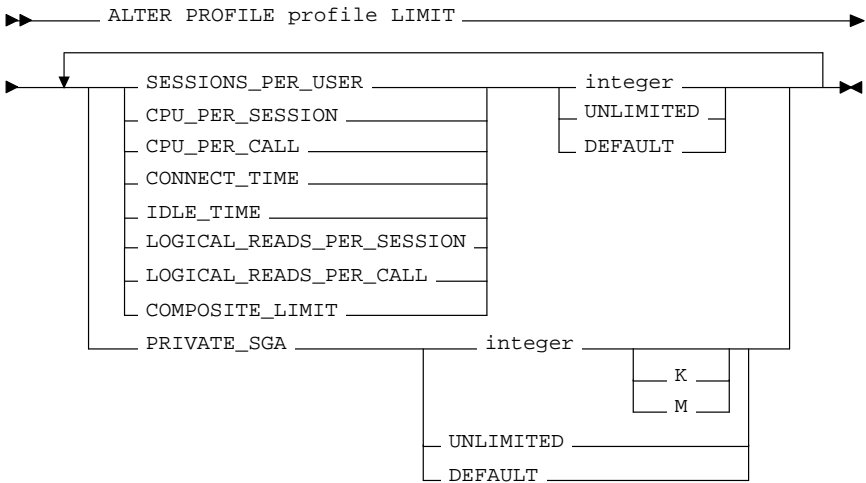 ALTER PROFILE profile LIMIT
SESSIONS_PER_USER integer
CPU_PER_SESSION UNLIMITED
CPU_PER_CALL DEFAULT
CONNECT_TIME
IDLE_TIME
LOGICAL_READS_PER_SESSION
LOGICAL_READS_PER_CALL
COMPOSITE_LIMIT
PRIVATE_SGA integer
K
M
UNLIMITED
DEFAULT